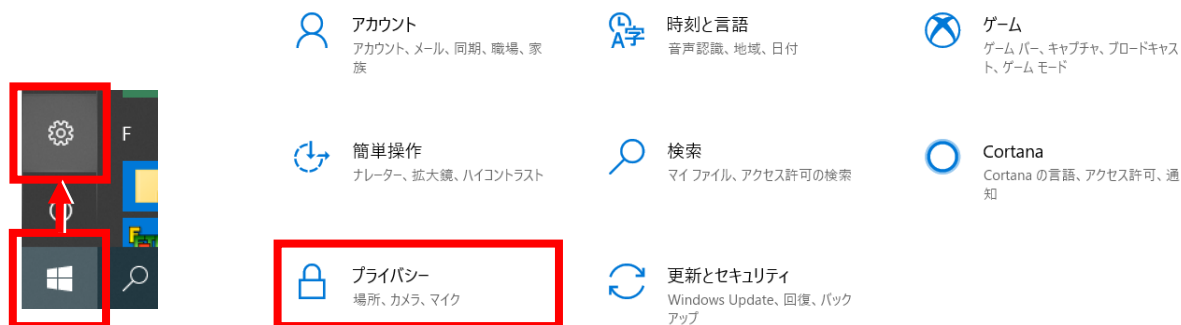 アカウント
アカウント、メール、同期、職場、家
族
時刻と言語
音声認識、地域、日付
ゲーム
ゲーム バー、キャプチャ、ブロードキャス
ト、ゲーム モード
F
簡単操作
ナレーター、拡大鏡、ハイコントラスト
検索
マイ ファイル、アクセス許可の検索
Cortana
Cortana の言語、アクセス許可、通
知
プライバシー
場所、カメラ、マイク
更新とセキュリティ
Windows Update、回復、バック
アップ